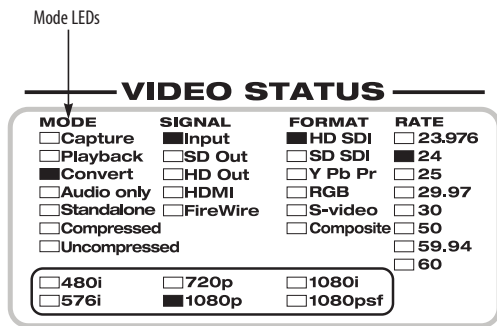 Mode LEDs
VIDEO STATUS
MODE SIGNAL FORMAT RATE
Capture Input HD SDI 23.976
Playback SD Out SD SDI 24
Convert HD Out Y Pb Pr 25
Audio only HDMI RGB 29.97
Standalone FireWire S-video 30
Compressed Composite 50
Uncompressed 59.94
60
480i 720p 1080i
576i 1080p 1080psf